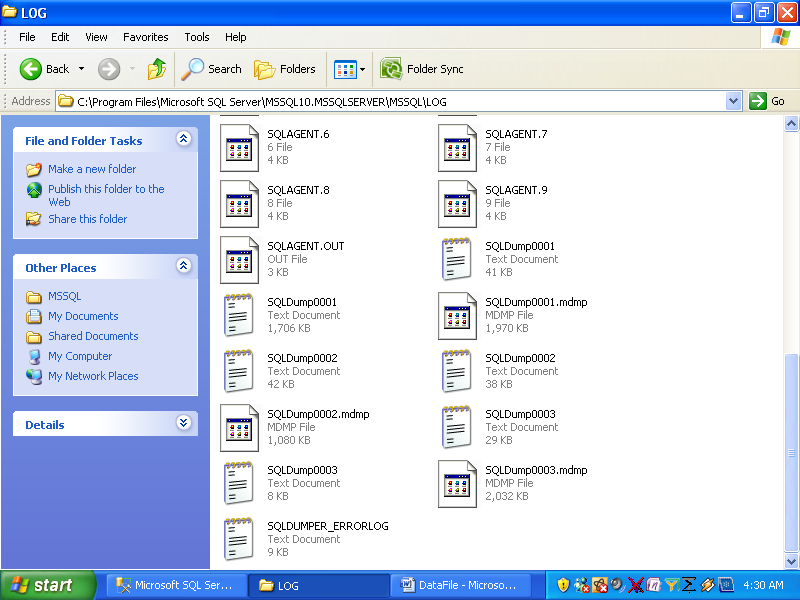 LOG
File Edit View Favorites Tools Help
Back Search Folders Folder Sync
Address C:\Program Files\Microsoft SQL Server\MSSQL10.MSSQLSERVER\MSSQL\LOG Go
File and Folder Tasks
Make a new folder
Publish this folder to the
Web
Share this folder
Other Places
MSSQL
My Documents
Shared Documents
My Computer
My Network Places
Details
SQLAGENT.6
6 File
4 KB
SQLAGENT.7
7 File
4 KB
SQLAGENT.8
8 File
4 KB
SQLAGENT.9
9 File
4 KB
SQLAGENT.OUT
OUT File
3 KB
SQLDump0001
Text Document
41 KB
SQLDump0001
Text Document
1,706 KB
SQLDump0001.mdmp
MDMP File
1,970 KB
SQLDump0002
Text Document
42 KB
SQLDump0002
Text Document
38 KB
SQLDump0002.mdmp
MDMP File
1,080 KB
SQLDump0003
Text Document
29 KB
SQLDump0003
Text Document
8 KB
SQLDump0003.mdmp
MDMP File
2,032 KB
SQLDUMPER_ERRORLOG
Text Document
9 KB
start Microsoft SQL Ser... LOG DataFile - Microso... 4:30 AM